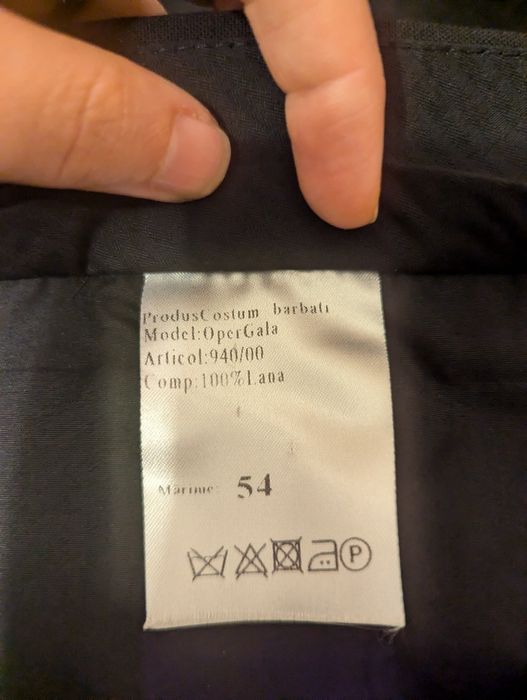 ProdusCostum barbati
Model:OperGala
Articol:940/00
Comp:100%Lana
Marime: 54
P